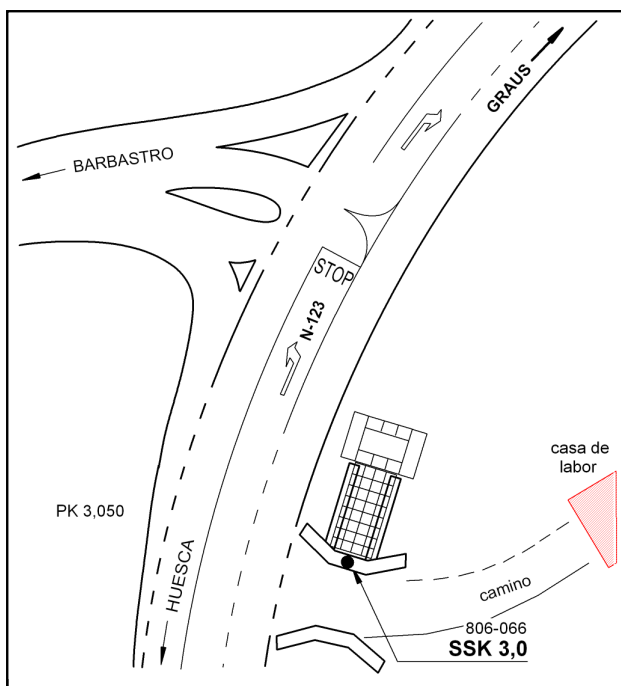 GRAUS
BARBASTRO
STOP
N-123
casa de
labor
PK 3,050
HUESCA
camino
806-066
SSK 3,0